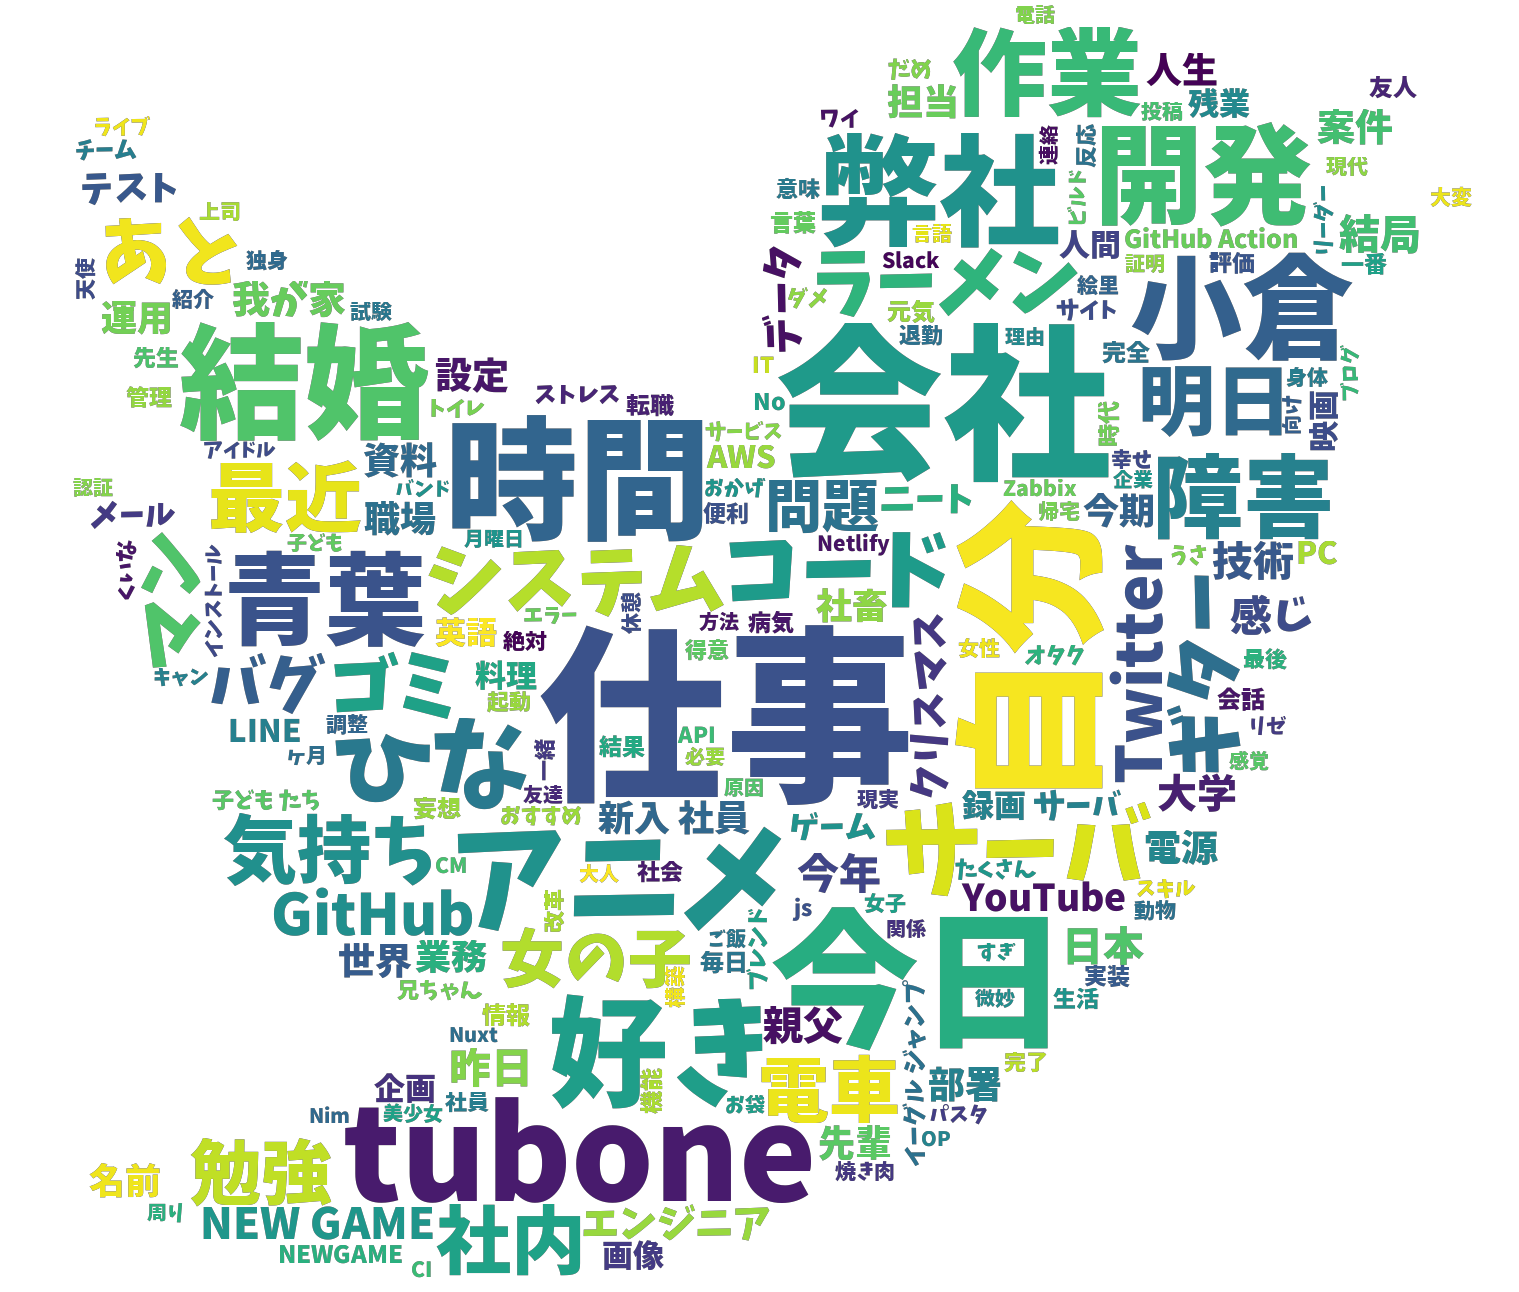 電話
作業
人生
だめ
担当
投稿
残業
友人
案件
ワイ
弊社
連絡
反応
開発
現代
ライブ
チーム
テスト
意味
ビルド
大変
あと
上司
言葉
言語
人間
GitHub Action
リーダー
結局
一番
天使
独身
データ
ラーメン
Slack
証明
評価
小倉
紹介
我が家
試験
ダメ
元気
絵里
サイト
運用
退勤
理由
完全
先生
結婚
設定
IT
会社
明日
身体
ブログ
管理
トイレ
ストレス
転職
No
時代
向け
映画
アイドル
資料
時間
サービス
AWS
幸せ
企業
障害
最近
バンド
職場
おかげ
便利
問題
ニート
Zabbix
帰宅
今期
認証
メール
子ども
月曜日
Netlify
自分
うさ
技術
PC
くいな
マン
インストール
青葉
システム
コード
Twitter
ギター
感じ
エラー
休憩
社畜
英語
絶対
方法
病気
クリスマス
女性
オタク
最後
キャン
バグ
ゴミ
料理
得意
仕事
起動
会話
LINE
調整
リゼ
ケ月
ひな
一緒
結果
API
必要
感覚
友達
原因
現実
大学
子ども たち
妄想
おすすめ
新入 社員
ゲーム
録画 サーバ
気持ち
アニメ
サーバ
電源
CM
大人
社会
今年
たくさん
YouTube
スキル
動物
GitHub
改革
js
女子
関係
世界
業務
女の子
ご飯
毎日
ブレンド
今日
すぎ
日本
実装
兄ちゃん
微妙
生活
情報
好き
親父
イーグルジャンプ
Nuxt
昨日
機能
電車
完了
部署
企画
社員
お袋
Nim
美少女
パスタ
tubone
先輩
OP
名前
勉強
焼き肉
周り
NEW GAME
社内
エンジニア
NEWGAME
画像
CI